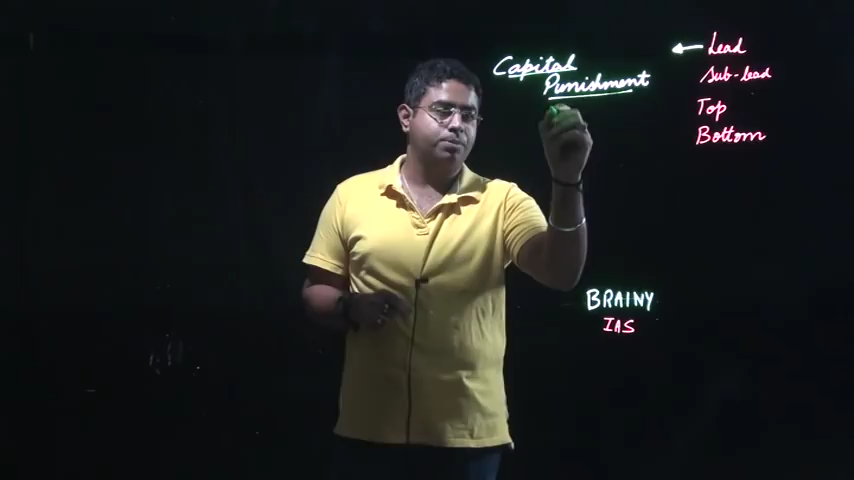 Capital
Punishment
← Lead
Sub-lead
Top
Bottom
BRAINY
IAS